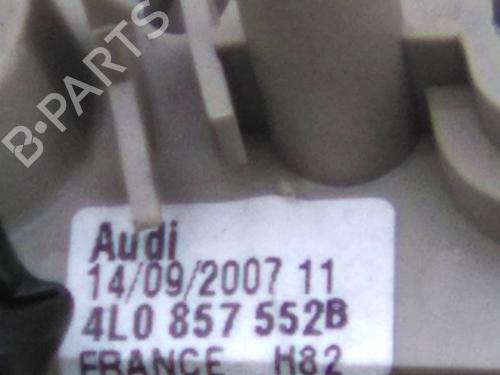 B-PARTS
Audi
14/09/2007 11
4L0 857 552B
FRANCE H82